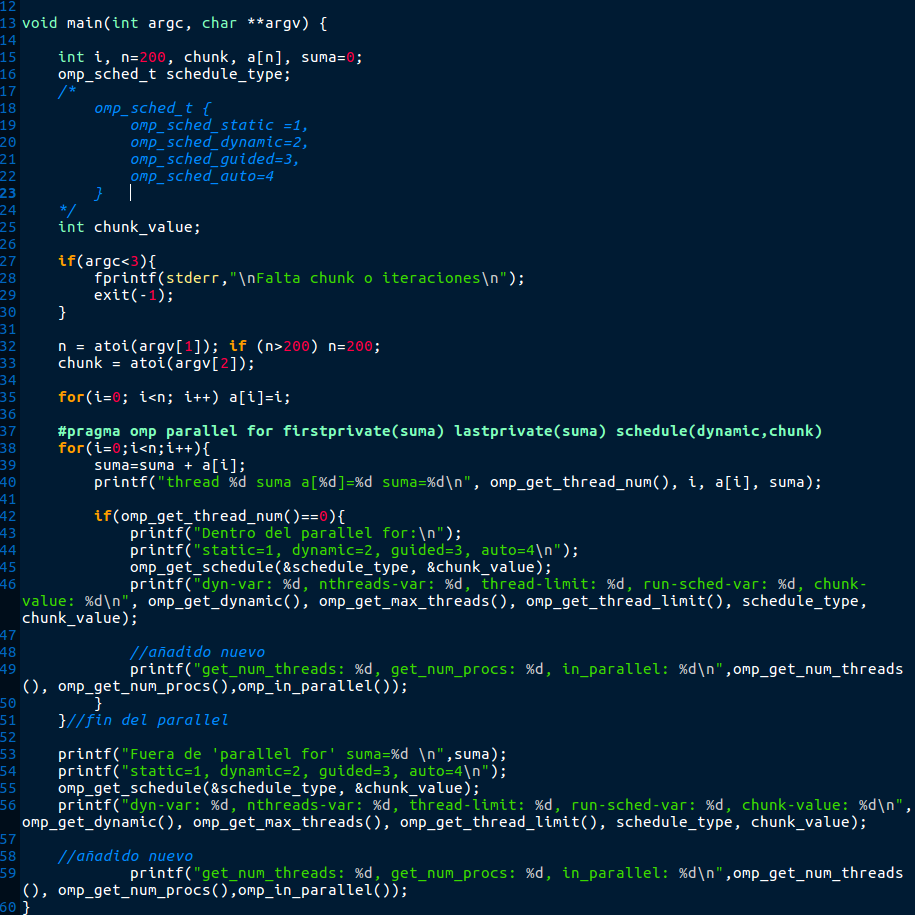 12
13 void main(int argc, char **argv) {
14
15 int i, n=200, chunk, a[n], suma=0;
16 omp_sched_t schedule_type;
17 /*
18 omp_sched_t {
19 omp_sched_static =1,
20 omp_sched_dynamic=2,
21 omp_sched_guided=3,
22 omp_sched_auto=4
23 }
24 */
25 int chunk_value;
26
27 if(argc<3){
28 fprintf(stderr,"\nFalta chunk o iteraciones\n");
29 exit(-1);
30 }
31
32 n = atoi(argv[1]); if (n>200) n=200;
33 chunk = atoi(argv[2]);
34
35 for(i=0; i<n; i++) a[i]=i;
36
37 #pragma omp parallel for firstprivate(suma) lastprivate(suma) schedule(dynamic,chunk)
38 for(i=0;i<n;i++){
39 suma=suma + a[i];
40 printf("thread %d suma a[%d]=%d suma=%d\n", omp_get_thread_num(), i, a[i], suma);
41
42 if(omp_get_thread_num()==0){
43 printf("Dentro del parallel for:\n");
44 printf("static=1, dynamic=2, guided=3, auto=4\n");
45 omp_get_schedule(&schedule_type, &chunk_value);
46 printf("dyn-var: %d, nthreads-var: %d, thread-limit: %d, run-sched-var: %d, chunk-
value: %d\n", omp_get_dynamic(), omp_get_max_threads(), omp_get_thread_limit(), schedule_type,
chunk_value);
47
48 //añadido nuevo
49 printf("get_num_threads: %d, get_num_procs: %d, in_parallel: %d\n",omp_get_num_threads
(), omp_get_num_procs(),omp_in_parallel());
50 }
51 }//fin del parallel
52
53 printf("Fuera de 'parallel for' suma=%d \n",suma);
54 printf("static=1, dynamic=2, guided=3, auto=4\n");
55 omp_get_schedule(&schedule_type, &chunk_value);
56 printf("dyn-var: %d, nthreads-var: %d, thread-limit: %d, run-sched-var: %d, chunk-value: %d\n",
omp_get_dynamic(), omp_get_max_threads(), omp_get_thread_limit(), schedule_type, chunk_value);
57
58 //añadido nuevo
59 printf("get_num_threads: %d, get_num_procs: %d, in_parallel: %d\n",omp_get_num_threads
(), omp_get_num_procs(),omp_in_parallel());
60 }